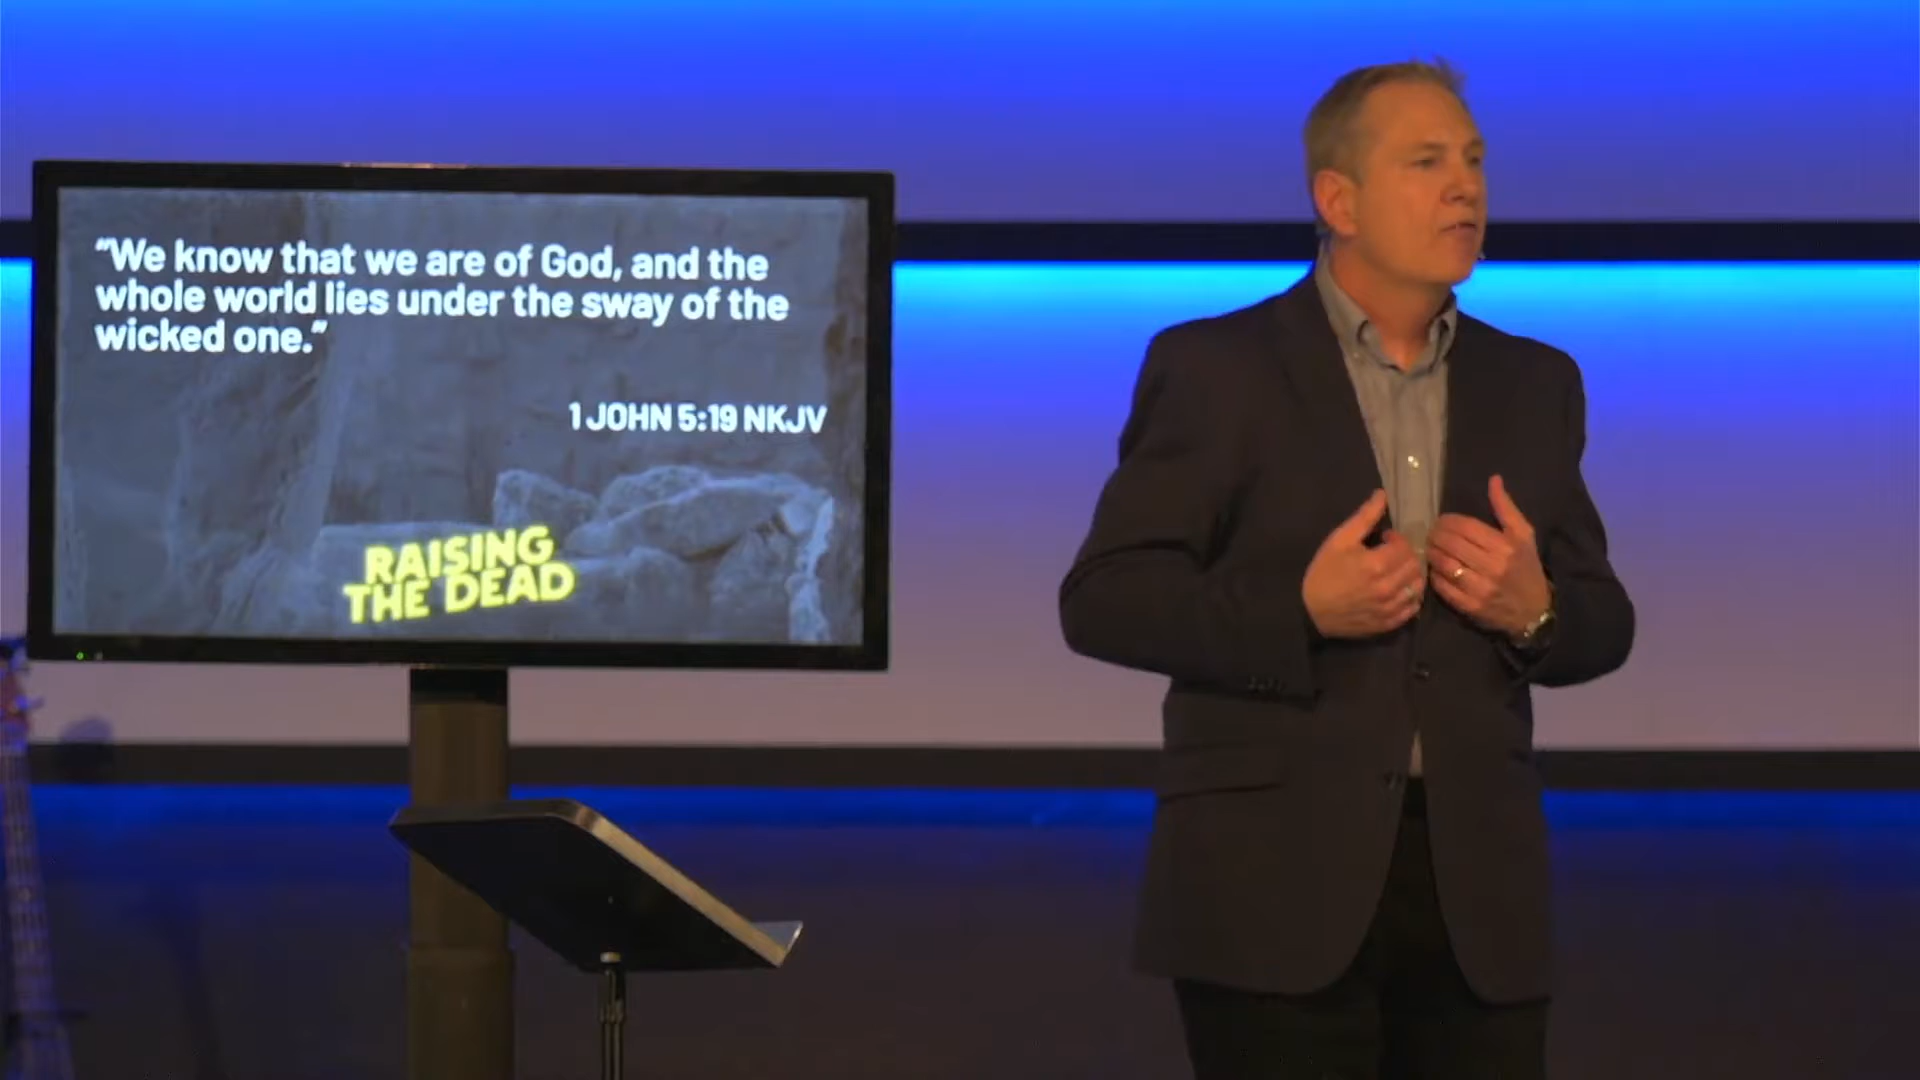 “We know that we are of God, and the
whole world lies under the sway of the
wicked one.”
1 JOHN 5:19 NKJV
RAISING
THE DEAD